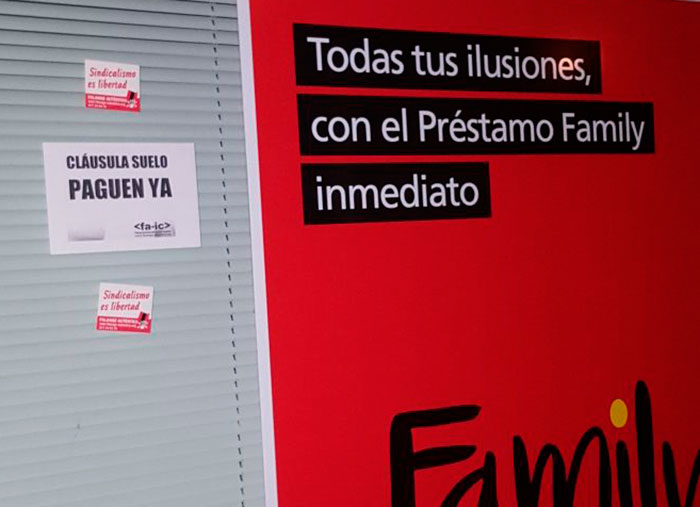 Sindicalismo
es libertad
CLÁUSULA SUELO
PAGUEN YA
<fa-ic>
Sindicalismo
es libertad
Todas tus ilusiones,
con el Préstamo Family
inmediato
Family